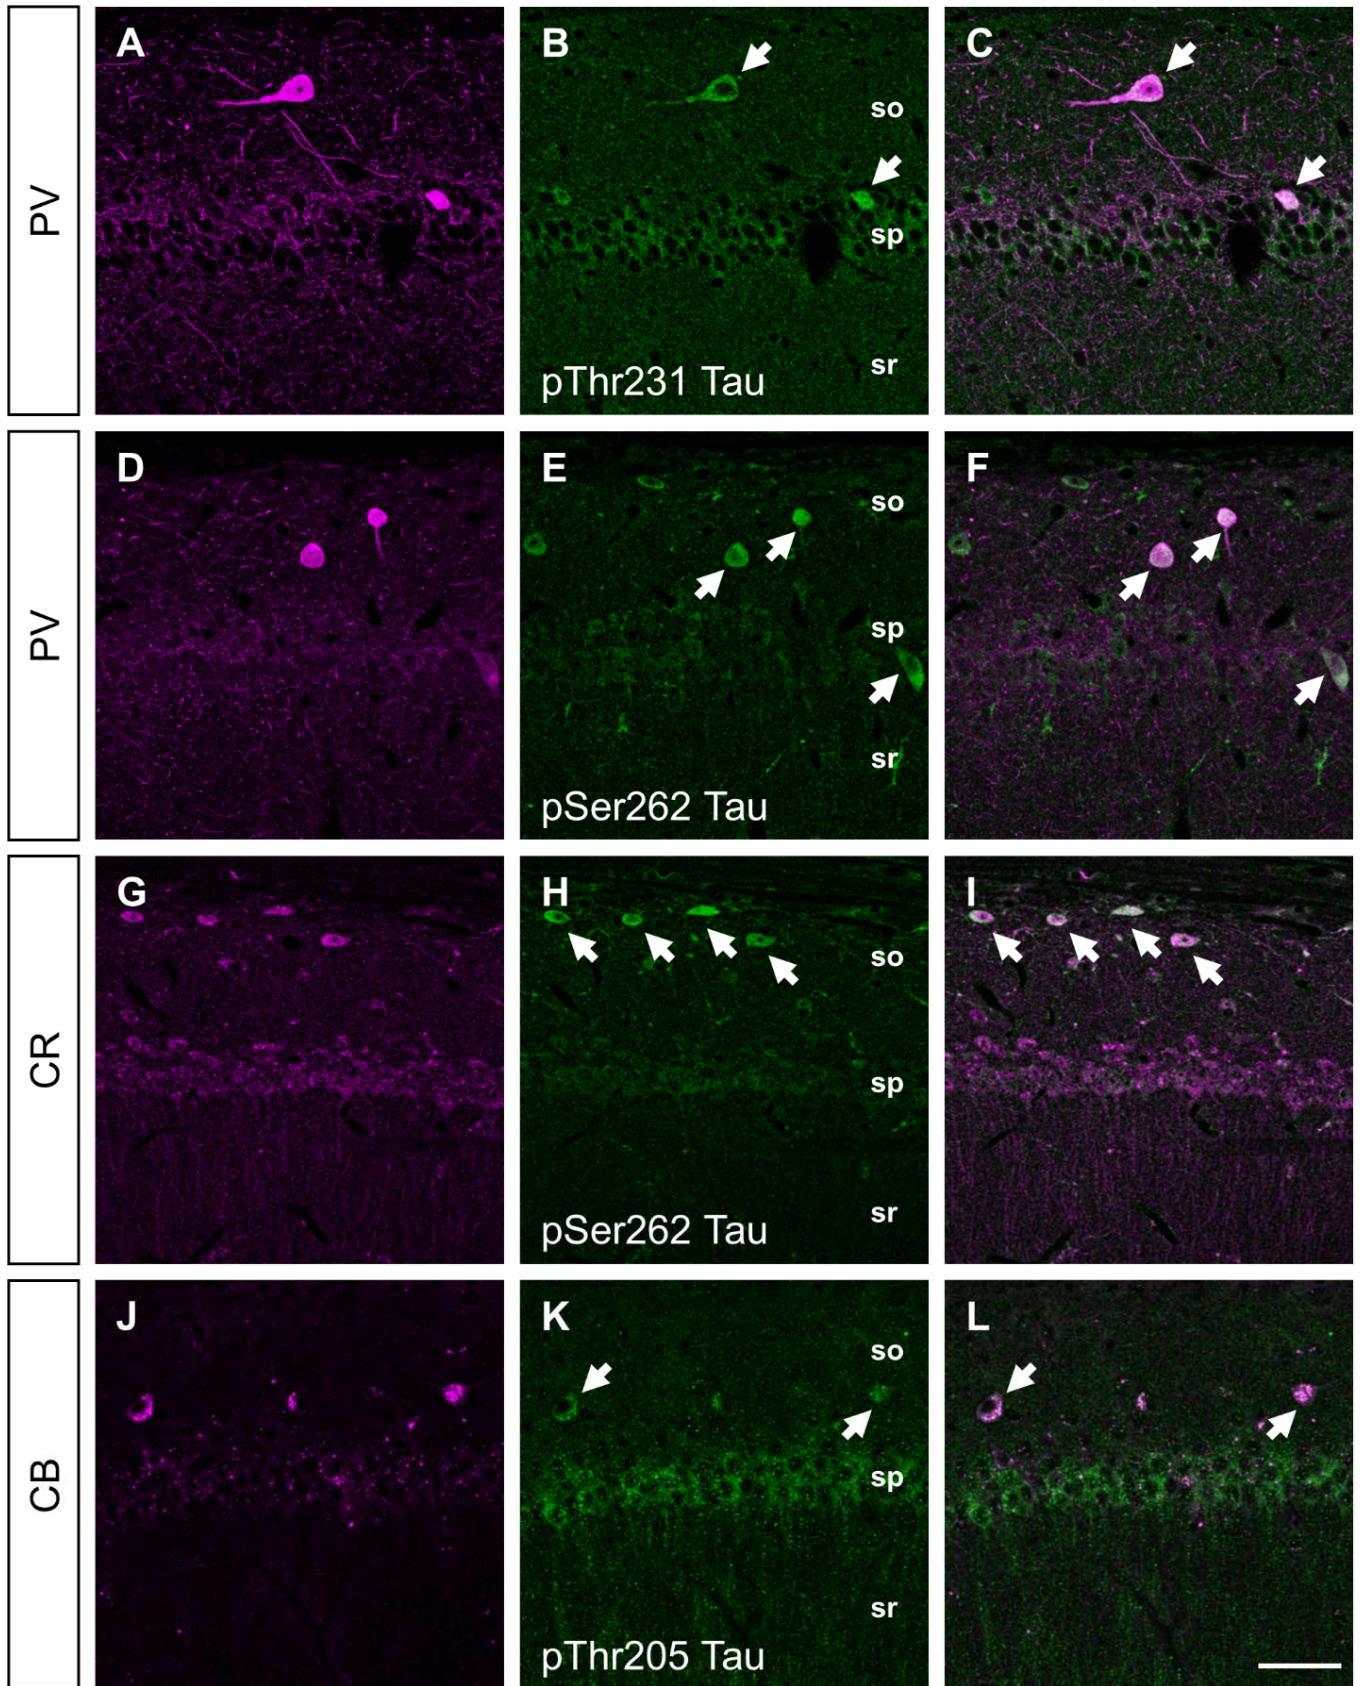 PV
A
B
so
sp
sr
pThr231 Tau
C
PV
D
E
so
sp
sr
pSer262 Tau
F
CR
G
H
so
sp
sr
pSer262 Tau
I
CB
J
K
so
sp
sr
pThr205 Tau
L